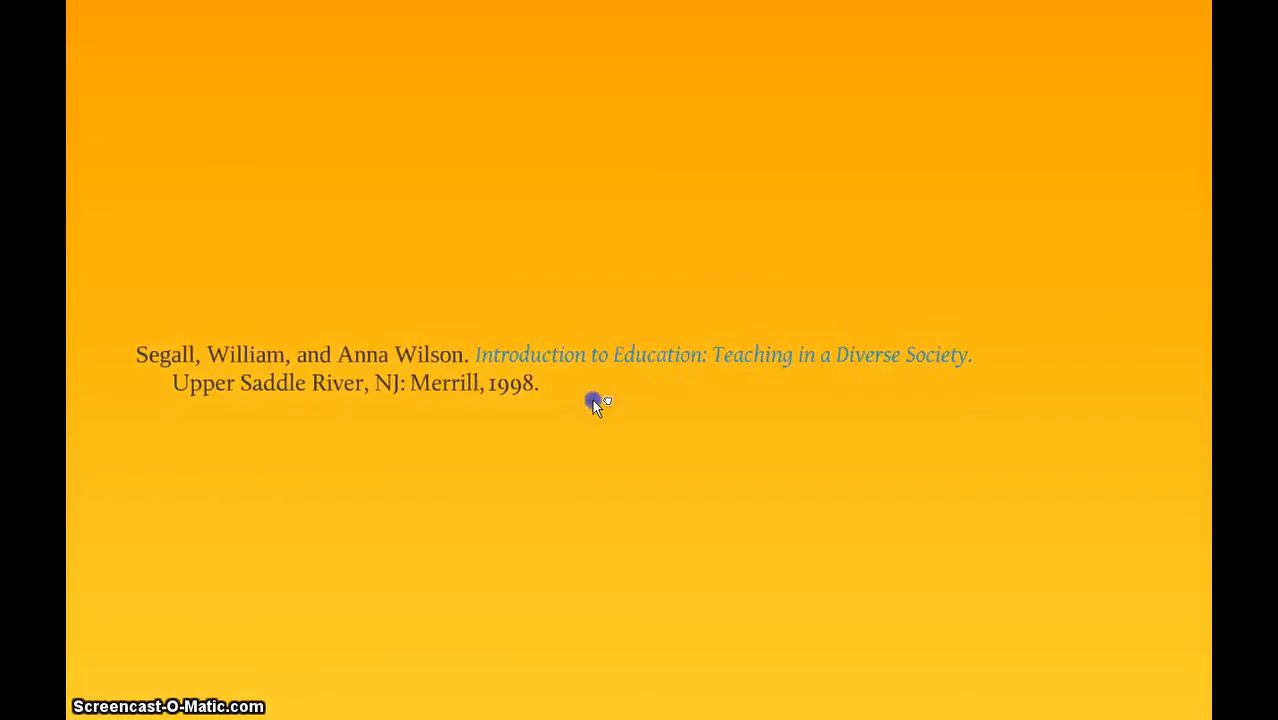 Segall, William, and Anna Wilson. Introduction to Education: Teaching in a Diverse Society.
Upper Saddle River, NJ: Merrill, 1998.
Screencast-O-Matic.com